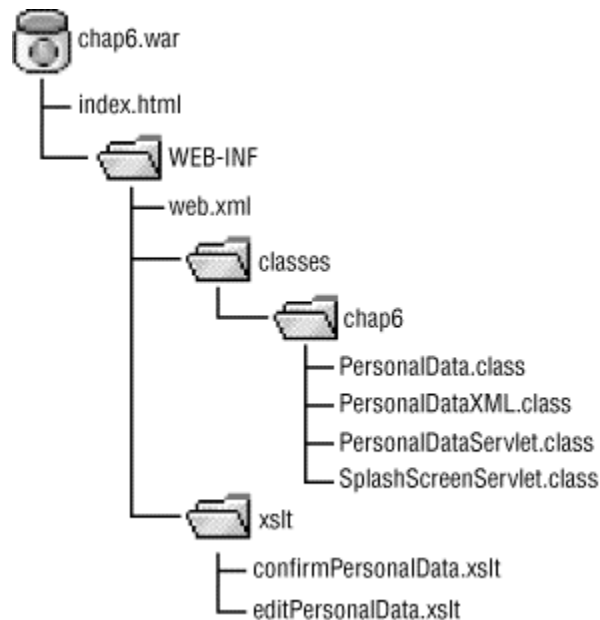 chap6.war
index.html
WEB-INF
web.xml
classes
chap6
PersonalData.class
PersonalDataXML.class
PersonalDataServlet.class
SplashScreenServlet.class
xslt
confirmPersonalData.xslt
editPersonalData.xslt